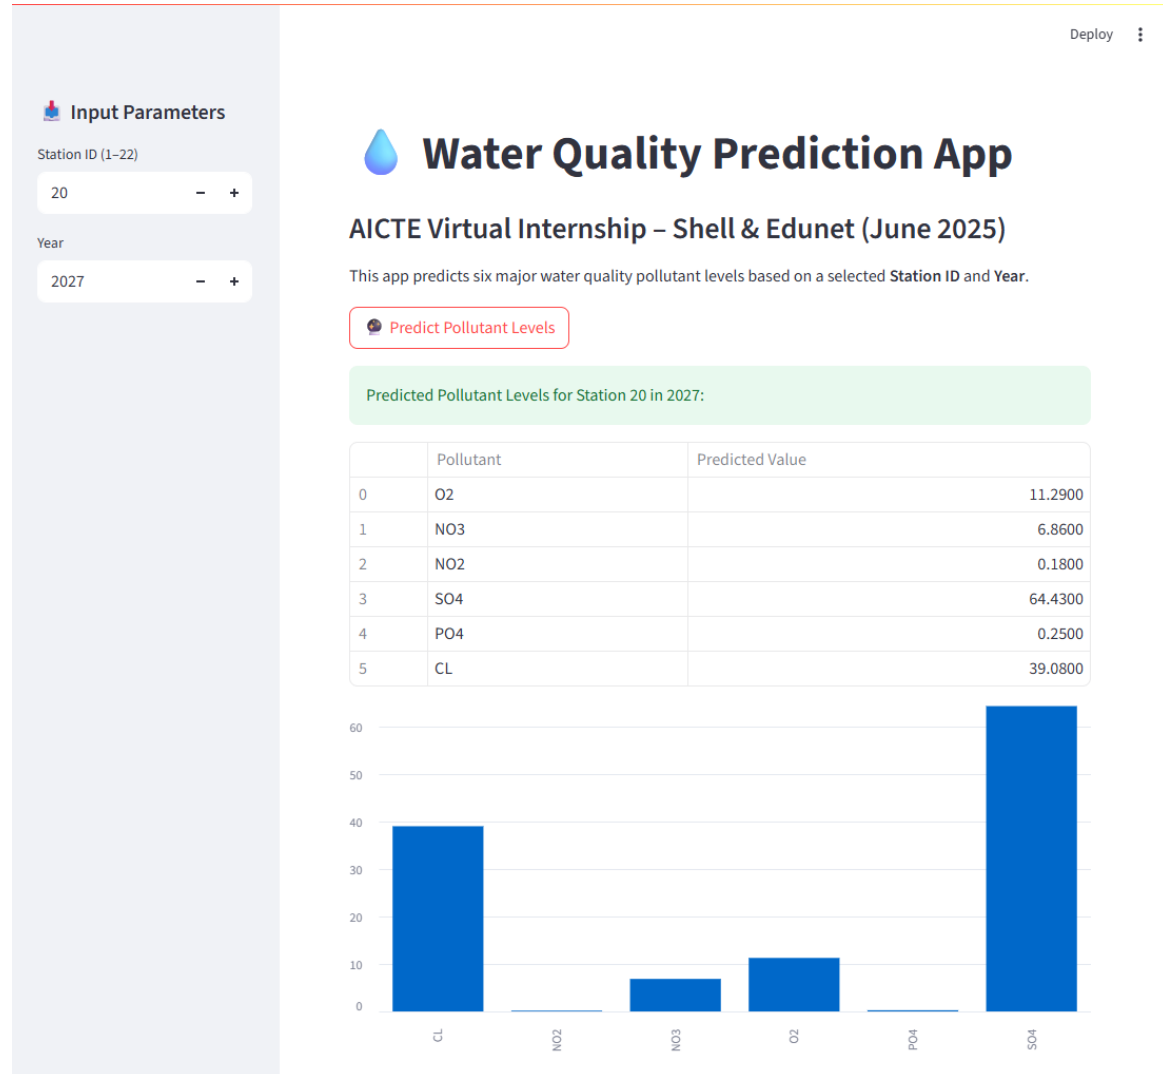 Deploy
Input Parameters
Station ID (1–22)
20 − +
Year
2027 − +
Water Quality Prediction App
AICTE Virtual Internship – Shell & Edunet (June 2025)
This app predicts six major water quality pollutant levels based on a selected Station ID and Year.
Predict Pollutant Levels
Predicted Pollutant Levels for Station 20 in 2027:
Pollutant Predicted Value
0 O2 11.2900
1 NO3 6.8600
2 NO2 0.1800
3 SO4 64.4300
4 PO4 0.2500
5 CL 39.0800
60
50
40
30
20
10
0
CL NO2 NO3 O2 PO4 SO4